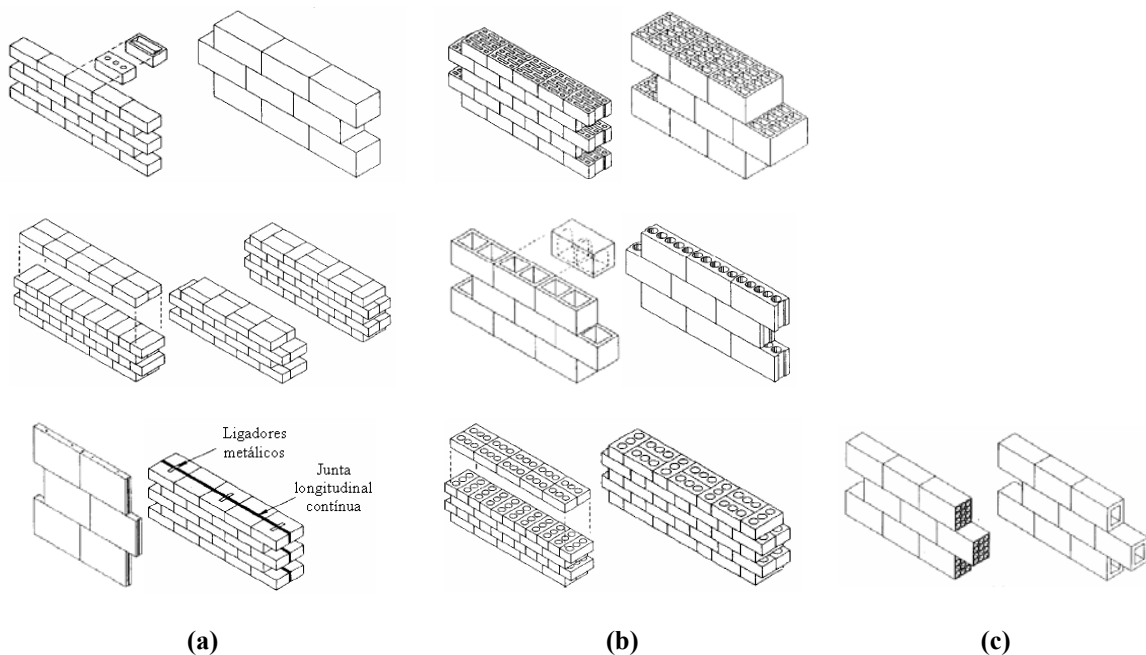 Ligadores
metálicos
Junta
longitudinal
contínua
(a)
(b)
(c)